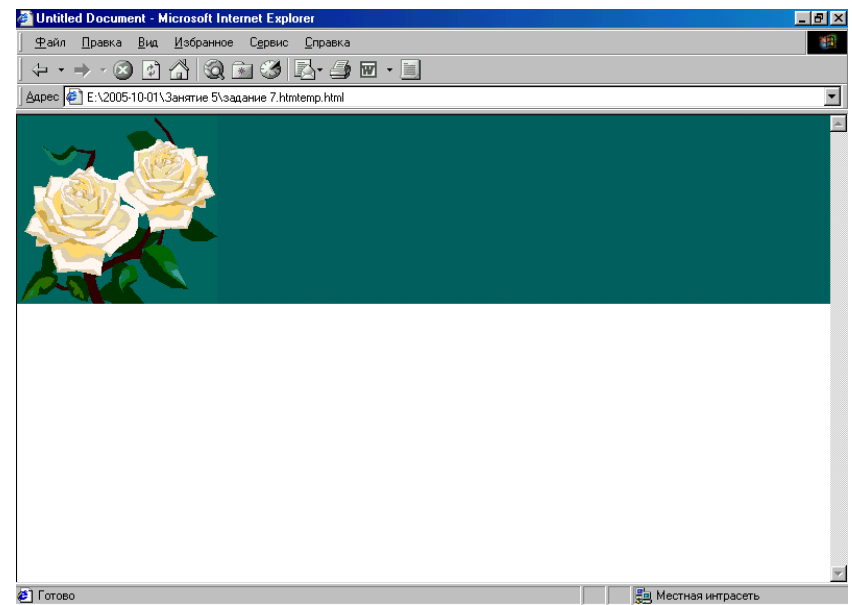 Untitled Document - Microsoft Internet Explorer
Файл Правка Вид Избранное Сервис Справка
Адрес E:\2005-10-01\Занятие 5\задание 7.htmtemp.html
Готово Местная интрасеть